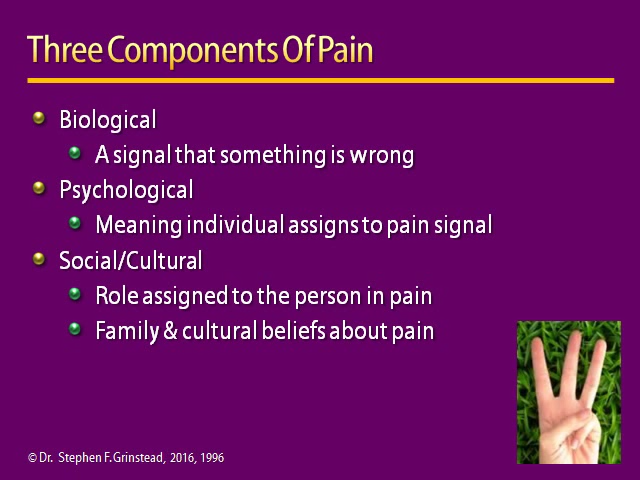 Three Components Of Pain
Biological
A signal that something is wrong
Psychological
Meaning individual assigns to pain signal
Social/Cultural
Role assigned to the person in pain
Family & cultural beliefs about pain
© Dr. Stephen F. Grinstead, 2016, 1996